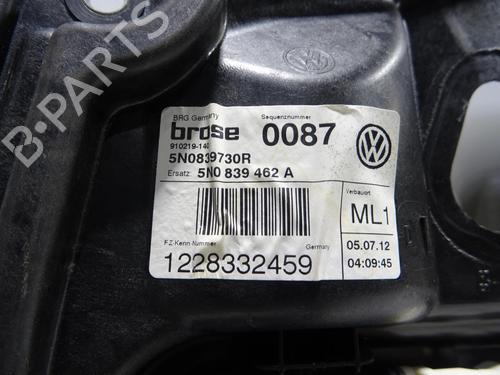 B-PARTS
BRG Germany
Sequenznummer
brose 0087
910219-140
5N0839730R
Ersatz: 5N0 839 462 A
Verbauort
ML1
FZ-Kenn-Nummer
Germany
05.07.12
1228332459
04:09:45